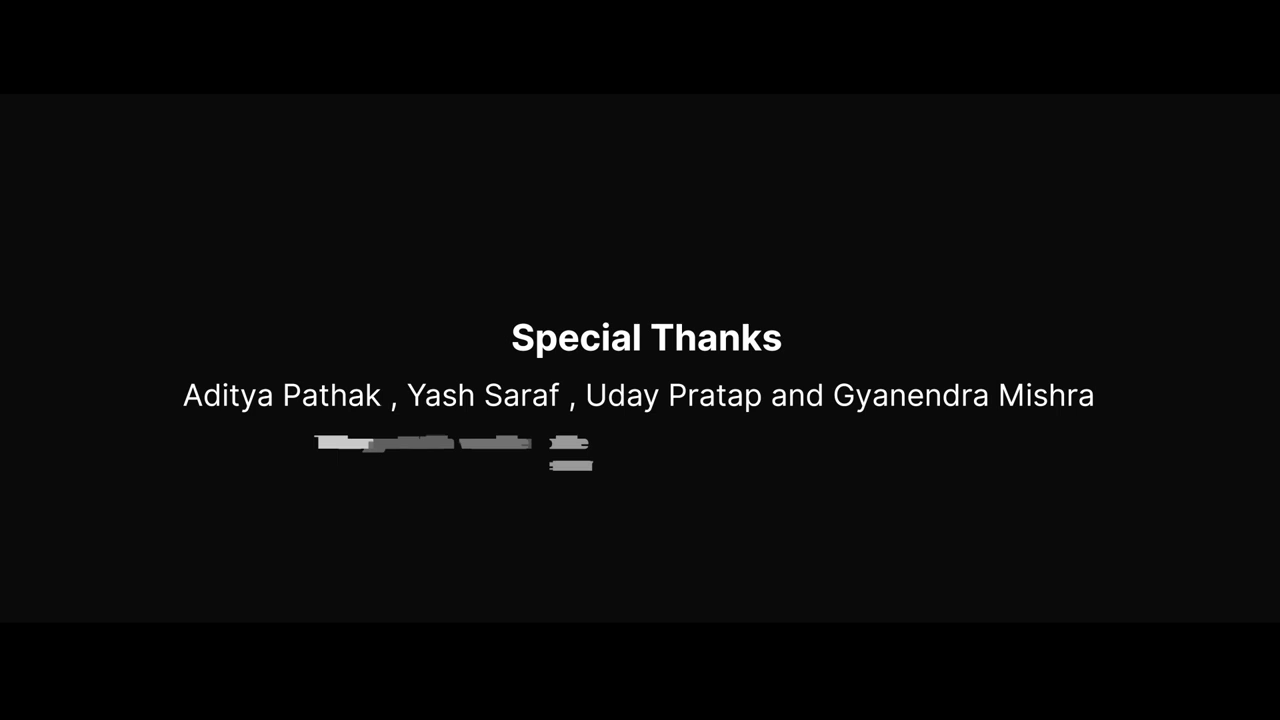 Special Thanks
Aditya Pathak , Yash Saraf , Uday Pratap and Gyanendra Mishra